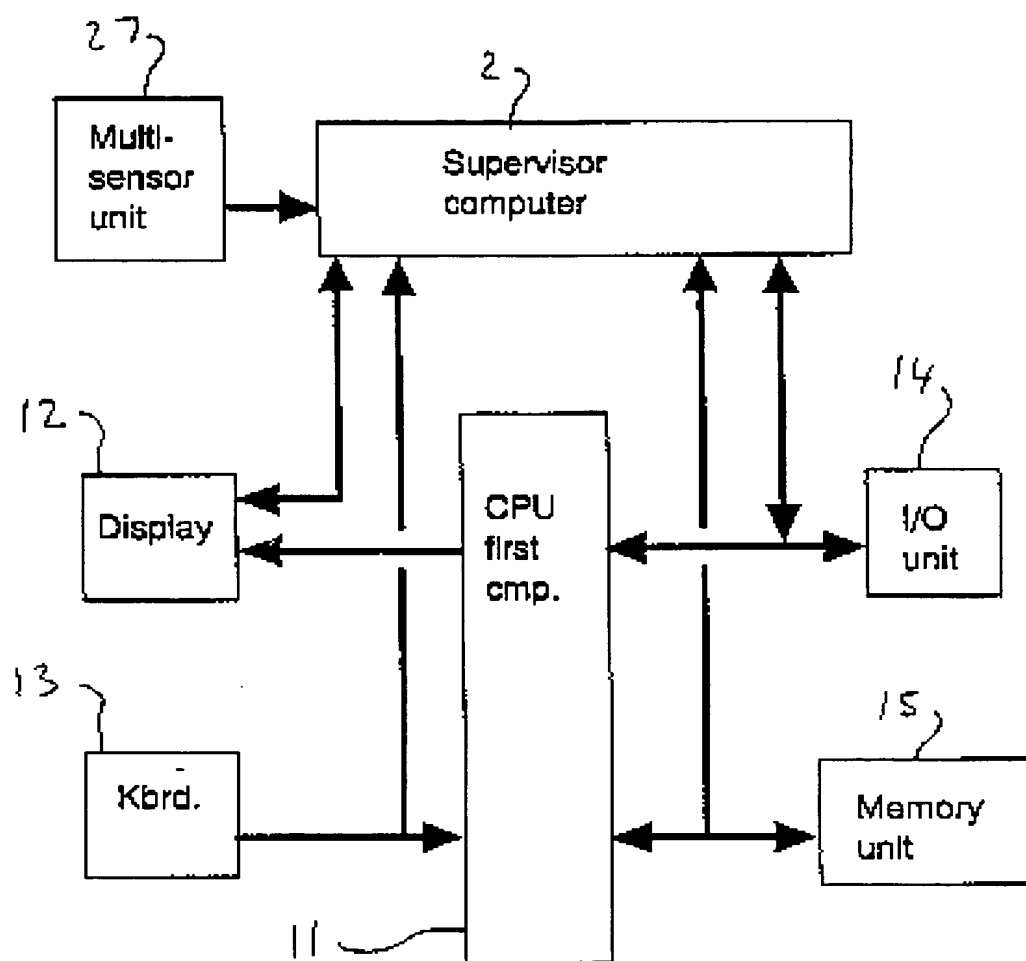 27
2
Multi-
sensor
unit
Supervisor
computer
12
14
Display
CPU
first
cmp.
I/O
unit
13
15
Kbrd.
Memory
unit
11